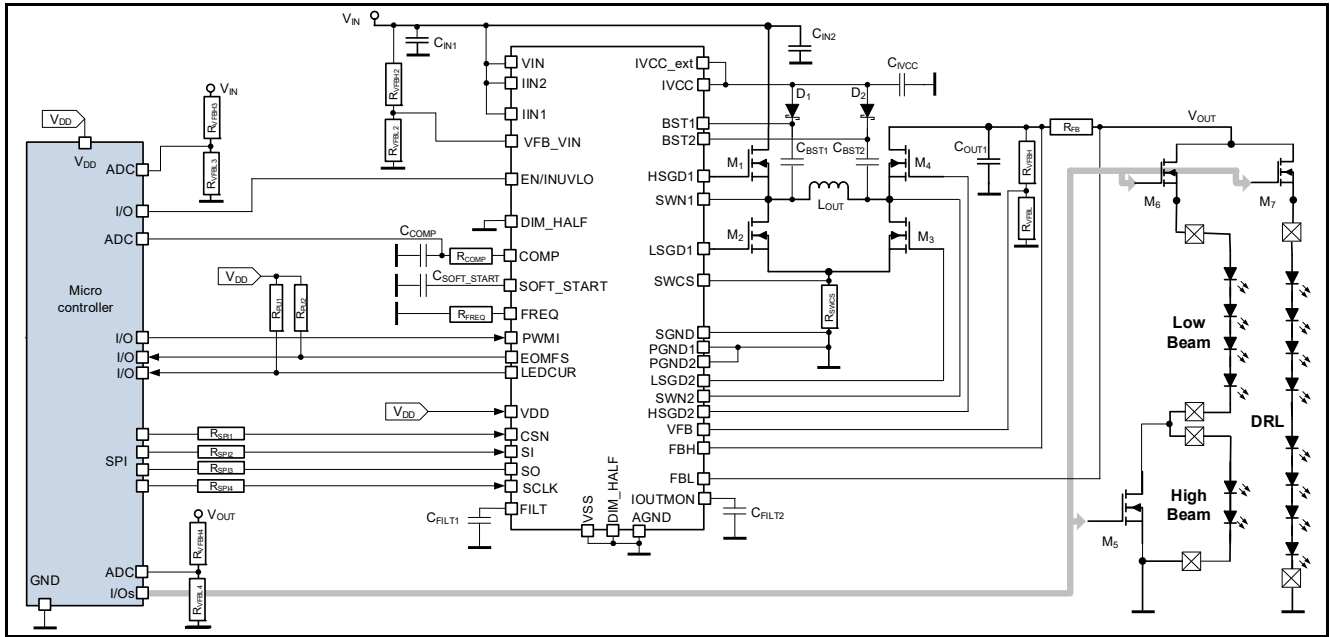 VIN
CIN1
CIN2
RVFBH2
RVFBL2
VIN
RVFBH3
RVFBL3
VDD
VDD
ADC
I/O
ADC
Micro
controller
I/O
I/O
I/O
SPI
ADC
I/Os
GND
VDD
RPU1
RPU2
CCOMP
RCOMP
CSOFT_START
RFREQ
VDD
RSPI1
RSPI2
RSPI3
RSPI4
CFILT1
VOUT
RVFBH4
RVFBL4
VIN
IIN2
IIN1
VFB_VIN
EN/INUVLO
DIM_HALF
COMP
SOFT_START
FREQ
PWMI
EOMFS
LEDCUR
VDD
CSN
SI
SO
SCLK
FILT
VSS
DIM_HALF
AGND
IVCC_ext
IVCC
BST1
BST2
HSGD1
SWN1
LSGD1
SWCS
SGND
PGND1
PGND2
LSGD2
SWN2
HSGD2
VFB
FBH
FBL
IOUTMON
CFILT2
CIVCC
D1
D2
CBST1
CBST2
M1
M4
LOUT
M2
M3
RSWCS
COUT1
RVFBH
RVFBL
RFB
VOUT
M6
M7
Low
Beam
DRL
High
Beam
M5